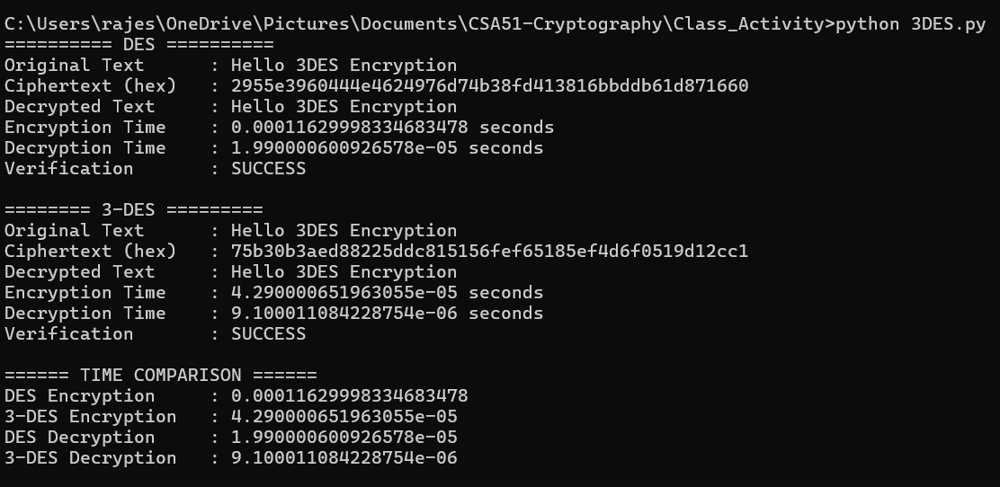 C:\Users\rajes\OneDrive\Pictures\Documents\CSA51-Cryptography\Class_Activity>python 3DES.py
========== DES ==========
Original Text      : Hello 3DES Encryption
Ciphertext (hex)   : 2955e3960444e4624976d74b38fd413816bbddb61d871660
Decrypted Text     : Hello 3DES Encryption
Encryption Time    : 0.00011629998334683478 seconds
Decryption Time    : 1.990000600926578e-05 seconds
Verification       : SUCCESS

======== 3-DES =========
Original Text      : Hello 3DES Encryption
Ciphertext (hex)   : 75b30b3aed88225ddc815156fef65185ef4d6f0519d12cc1
Decrypted Text     : Hello 3DES Encryption
Encryption Time    : 4.290000651963055e-05 seconds
Decryption Time    : 9.100011084228754e-06 seconds
Verification       : SUCCESS

====== TIME COMPARISON ======
DES Encryption     : 0.00011629998334683478
3-DES Encryption   : 4.290000651963055e-05
DES Decryption     : 1.990000600926578e-05
3-DES Decryption   : 9.100011084228754e-06